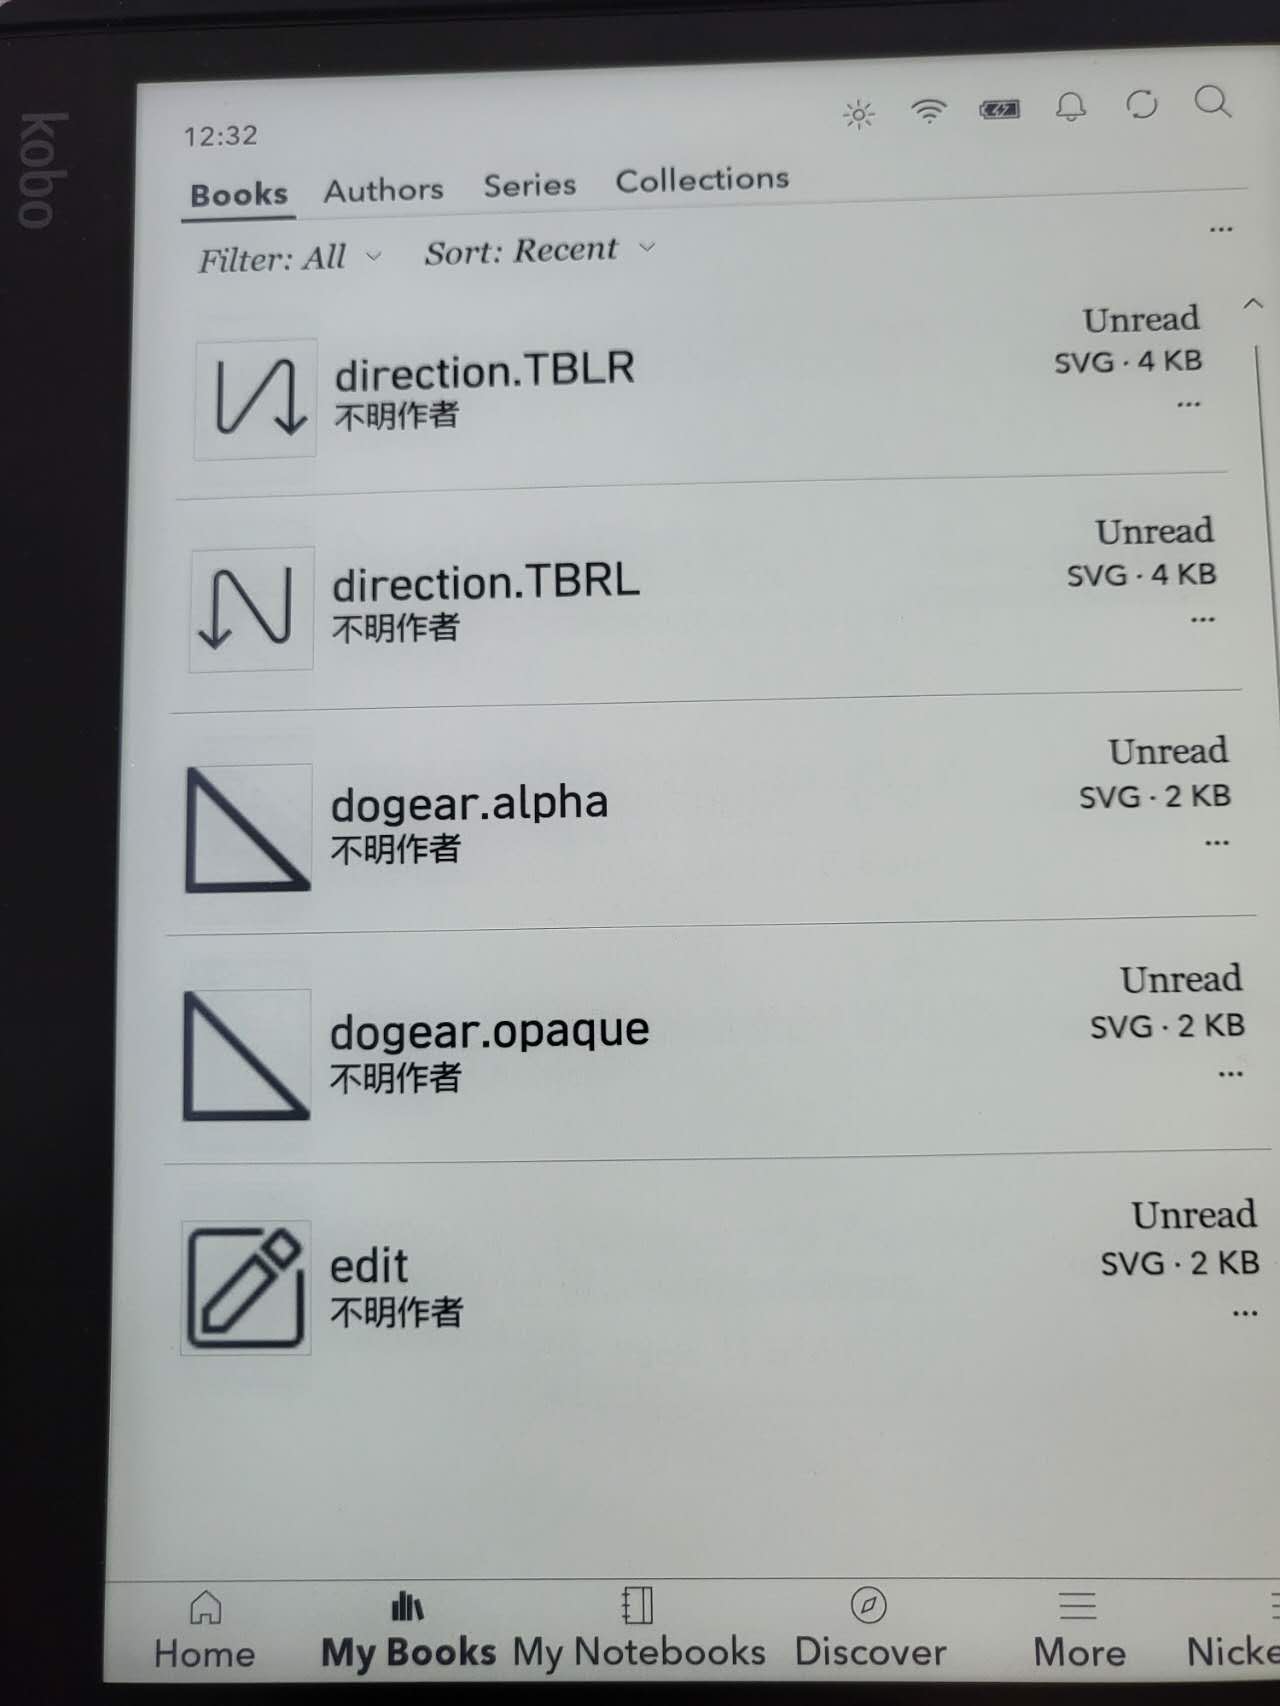 kobo
12:32
Books Authors Series Collections
Filter: All Sort: Recent
...
direction.TBLR
不明作者
Unread
SVG · 4 KB
...
direction.TBRL
不明作者
Unread
SVG · 4 KB
...
dogear.alpha
不明作者
Unread
SVG · 2 KB
...
dogear.opaque
不明作者
Unread
SVG · 2 KB
...
edit
不明作者
Unread
SVG · 2 KB
...
Home My Books My Notebooks Discover More Nicke